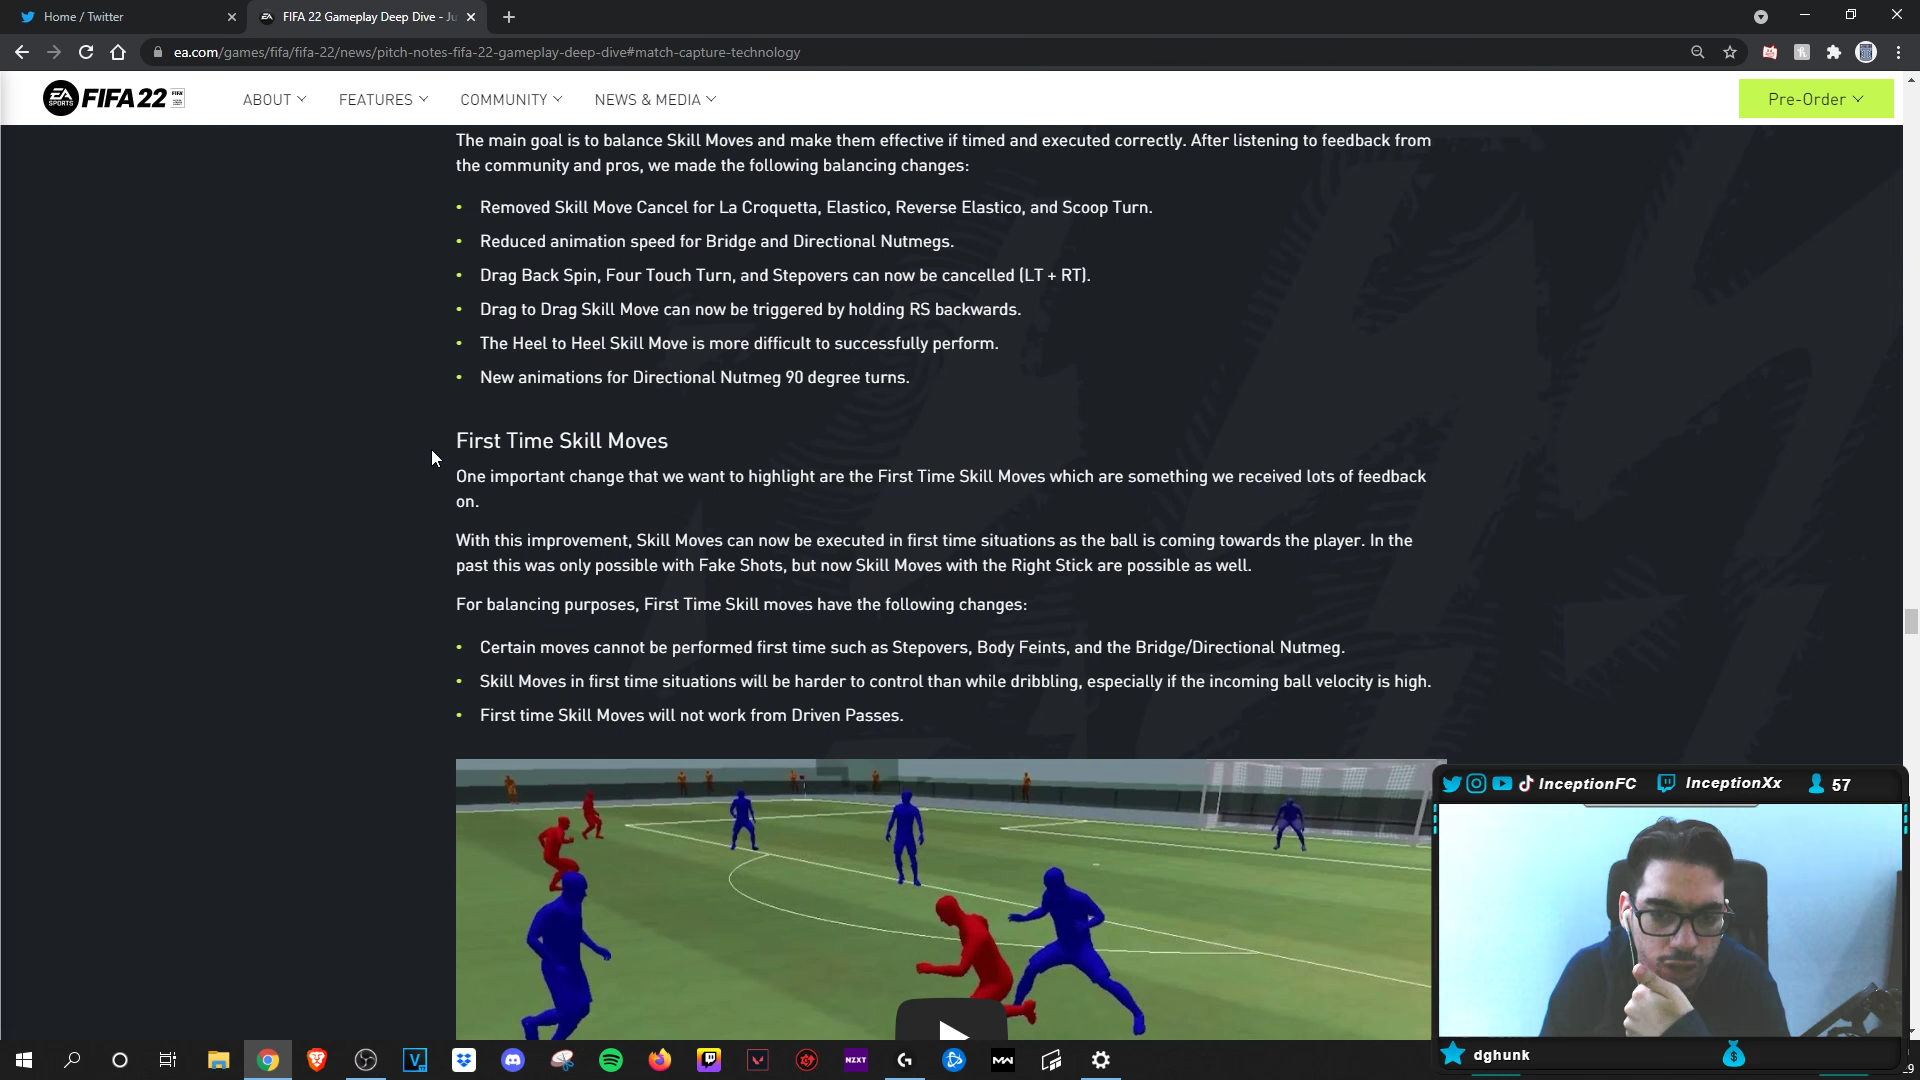 Home / Twitter
FIFA 22 Gameplay Deep Dive - Ju
ea.com/games/fifa/fifa-22/news/pitch-notes-fifa-22-gameplay-deep-dive#match-capture-technology
EA SPORTS FIFA 22
ABOUT FEATURES COMMUNITY NEWS & MEDIA
Pre-Order
The main goal is to balance Skill Moves and make them effective if timed and executed correctly. After listening to feedback from
the community and pros, we made the following balancing changes:
• Removed Skill Move Cancel for La Croquetta, Elastico, Reverse Elastico, and Scoop Turn.
• Reduced animation speed for Bridge and Directional Nutmegs.
• Drag Back Spin, Four Touch Turn, and Stepovers can now be cancelled (LT + RT).
• Drag to Drag Skill Move can now be triggered by holding RS backwards.
• The Heel to Heel Skill Move is more difficult to successfully perform.
• New animations for Directional Nutmeg 90 degree turns.
First Time Skill Moves
One important change that we want to highlight are the First Time Skill Moves which are something we received lots of feedback
on.
With this improvement, Skill Moves can now be executed in first time situations as the ball is coming towards the player. In the
past this was only possible with Fake Shots, but now Skill Moves with the Right Stick are possible as well.
For balancing purposes, First Time Skill moves have the following changes:
• Certain moves cannot be performed first time such as Stepovers, Body Feints, and the Bridge/Directional Nutmeg.
• Skill Moves in first time situations will be harder to control than while dribbling, especially if the incoming ball velocity is high.
• First time Skill Moves will not work from Driven Passes.
InceptionFC InceptionXx 57
dghunk
NZXT
MW